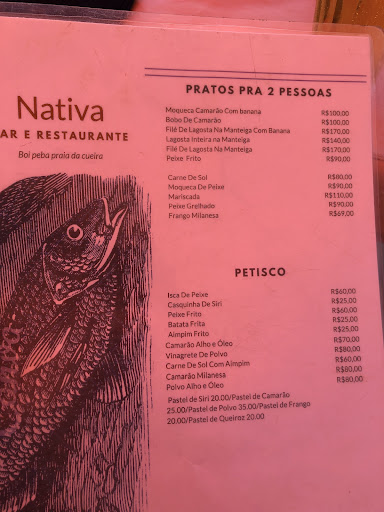 Nativa
AR E RESTAURANTE
Boi peba praia da cueira
PRATOS PRA 2 PESSOAS
Moqueca Camarão Com banana R$100,00
Bobo De Camarão R$100,00
Filé De Lagosta Na Manteiga Com Banana R$170,00
Lagosta Inteira na Manteiga R$140,00
Filé De Lagosta Na Manteiga R$170,00
Peixe Frito R$90,00
Carne De Sol R$80,00
Moqueca De Peixe R$90,00
Mariscada R$110,00
Peixe Grelhado R$90,00
Frango Milanesa R$69,00
PETISCO
Isca De Peixe R$60,00
Casquinha De Siri R$25,00
Peixe Frito R$60,00
Batata Frita R$25,00
Aimpim Frito R$25,00
Camarão Alho e Óleo R$70,00
Vinagrete De Polvo R$80,00
Carne De Sol Com Aimpim R$60,00
Camarão Milanesa R$80,00
Polvo Alho e Óleo R$80,00
Pastel de Siri 20.00/Pastel de Camarão
25.00/Pastel de Polvo 35.00/Pastel de Frango
20.00/Pastel de Queiroz 20.00